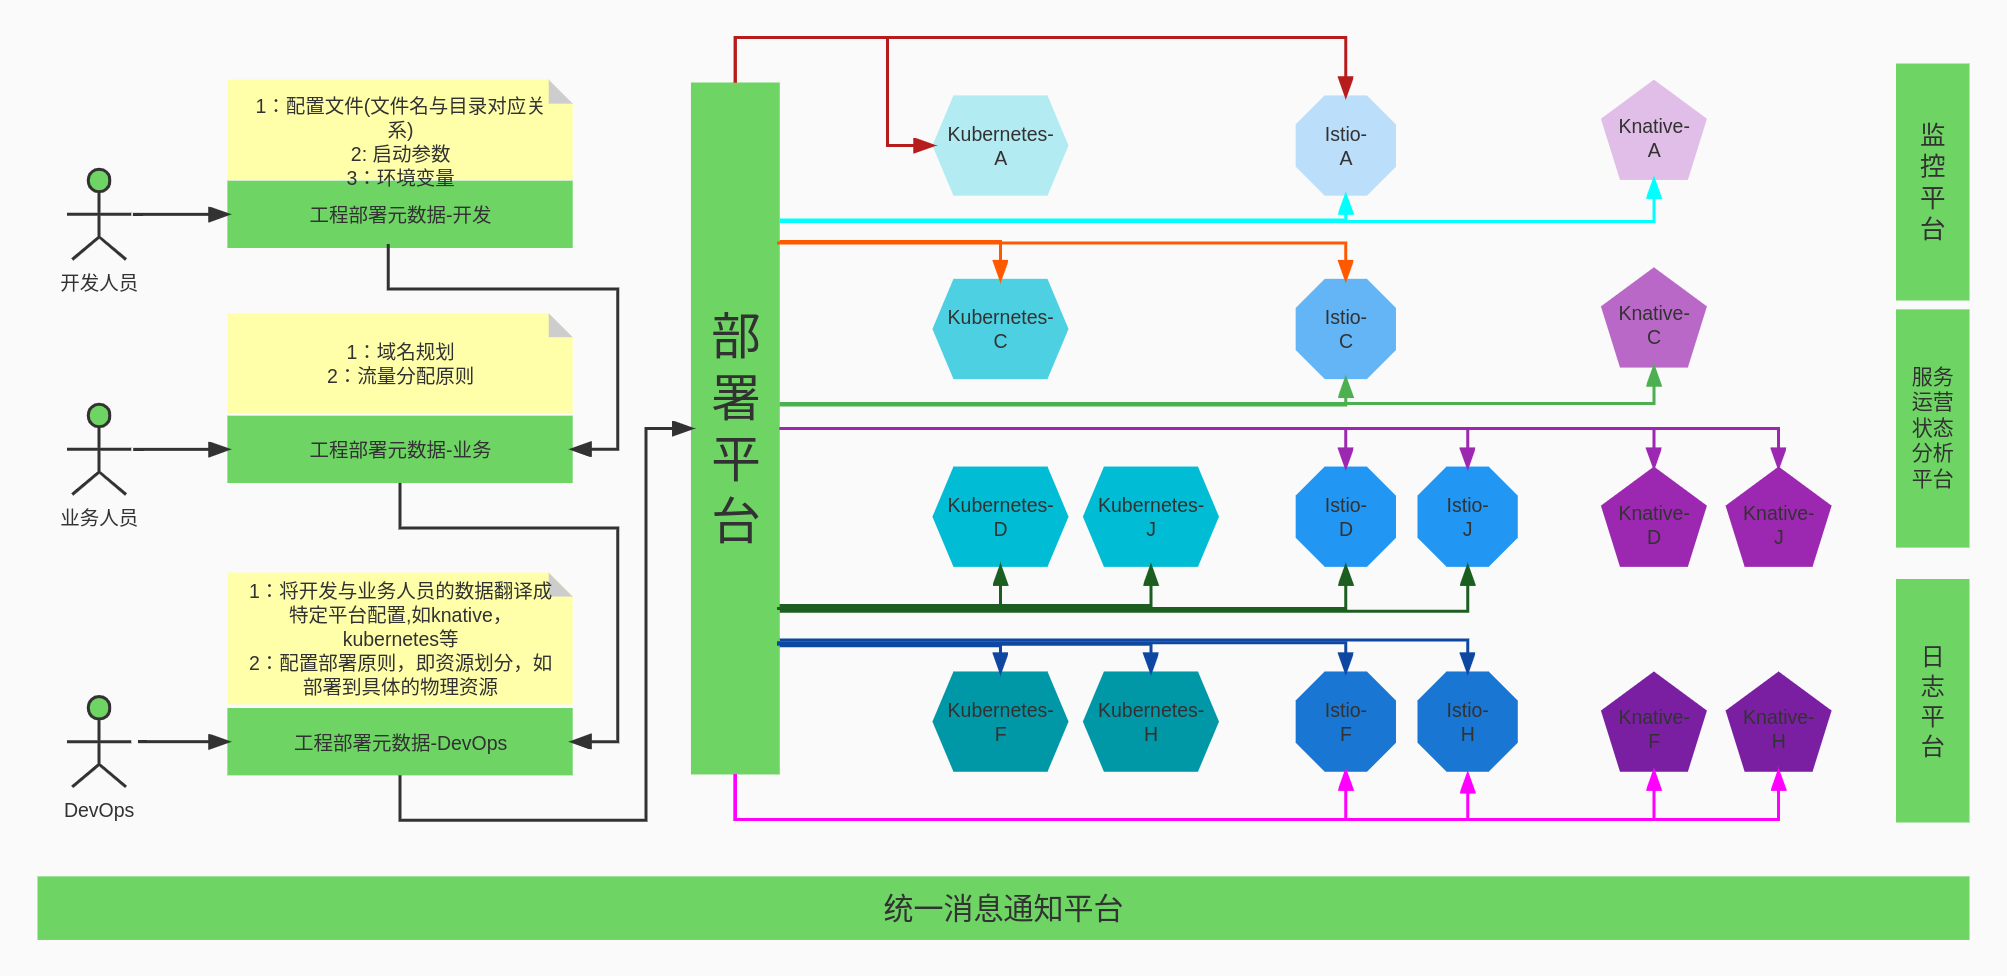 1：配置文件(文件名与目录对应关
系)
2: 启动参数
3：环境变量
工程部署元数据-开发
开发人员
1：域名规划
2：流量分配原则
工程部署元数据-业务
业务人员
1：将开发与业务人员的数据翻译成
特定平台配置,如knative，
kubernetes等
2：配置部署原则，即资源划分，如
部署到具体的物理资源
工程部署元数据-DevOps
DevOps
部
署
平
台
Kubernetes-
A
Istio-
A
Knative-
A
Kubernetes-
C
Istio-
C
Knative-
C
Kubernetes-
D
Kubernetes-
J
Istio-
D
Istio-
J
Knative-
D
Knative-
J
Kubernetes-
F
Kubernetes-
H
Istio-
F
Istio-
H
Knative-
F
Knative-
H
监
控
平
台
服务
运营
状态
分析
平台
日
志
平
台
统一消息通知平台